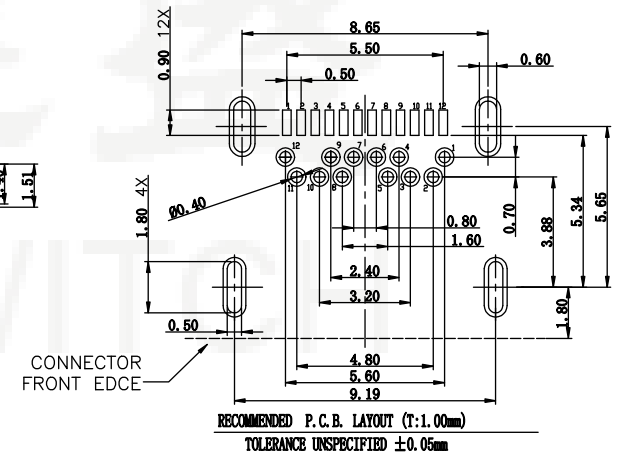 8.65
5.50
0.50
0.60
0.90 12X
1 2 3 4 5 6 7 8 9 10 11 12
12 9 7 6 4 1
11 10 8 5 3 2
1.51
1.80 4X
Ø0.40
0.80
1.60
2.40
3.20
0.70
3.88
5.34
5.65
1.80
0.50
CONNECTOR
FRONT EDGE
4.80
5.60
9.19
RECOMMENDED P.C.B. LAYOUT (T:1.00mm)
TOLERANCE UNSPECIFIED ±0.05mm